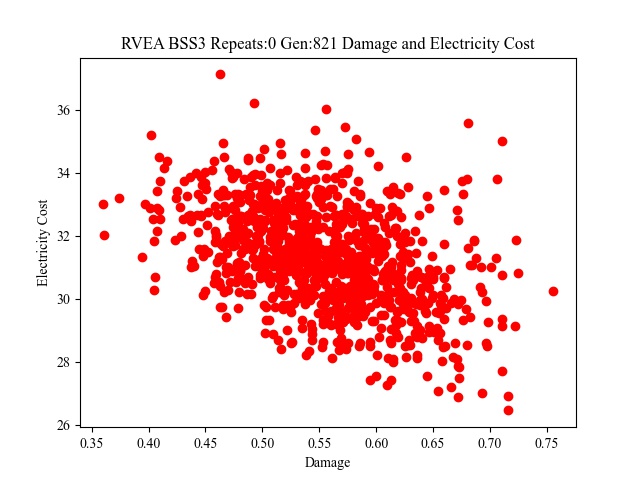 RVEA BSS3 Repeats:0 Gen:821 Damage and Electricity Cost
36
34
32
30
28
26
Electricity Cost
0.35 0.40 0.45 0.50 0.55 0.60 0.65 0.70 0.75
Damage